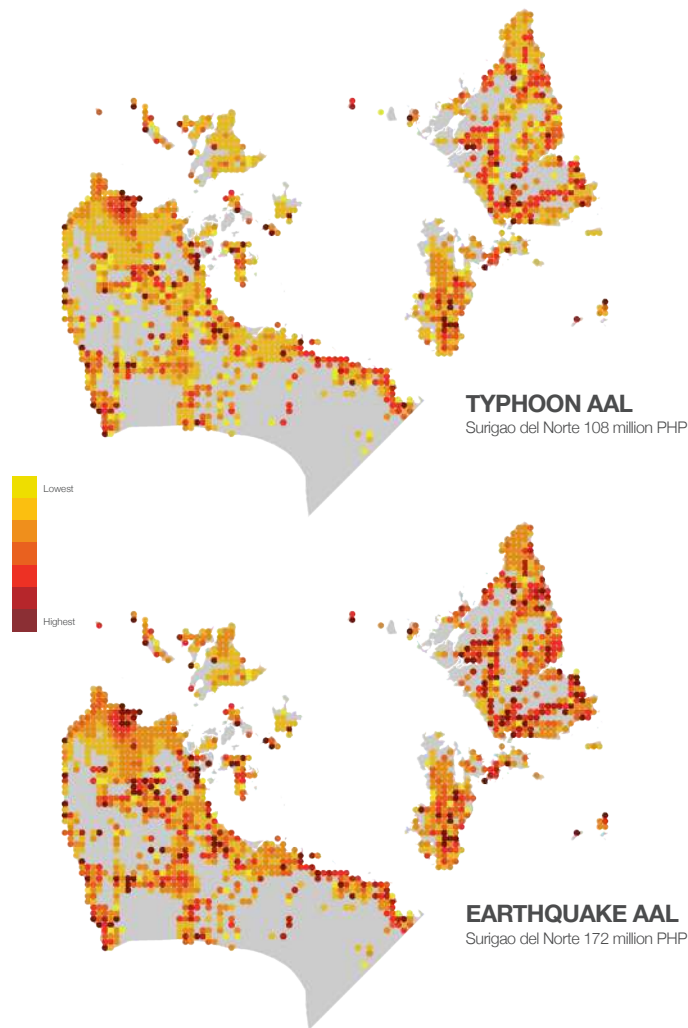 TYPHOON AAL
Surigao del Norte 108 million PHP
Lowest
Highest
EARTHQUAKE AAL
Surigao del Norte 172 million PHP